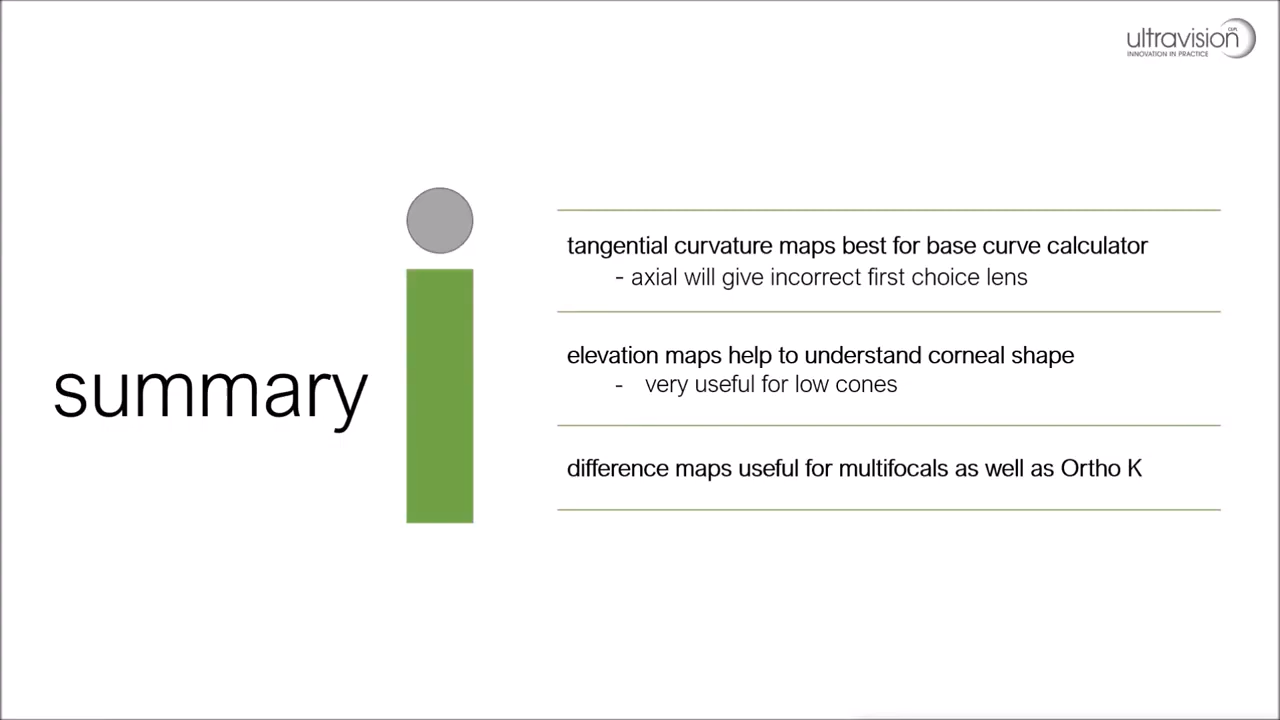 ultravision
CLPL
INNOVATION IN PRACTICE
summary
tangential curvature maps best for base curve calculator
- axial will give incorrect first choice lens
elevation maps help to understand corneal shape
- very useful for low cones
difference maps useful for multifocals as well as Ortho K